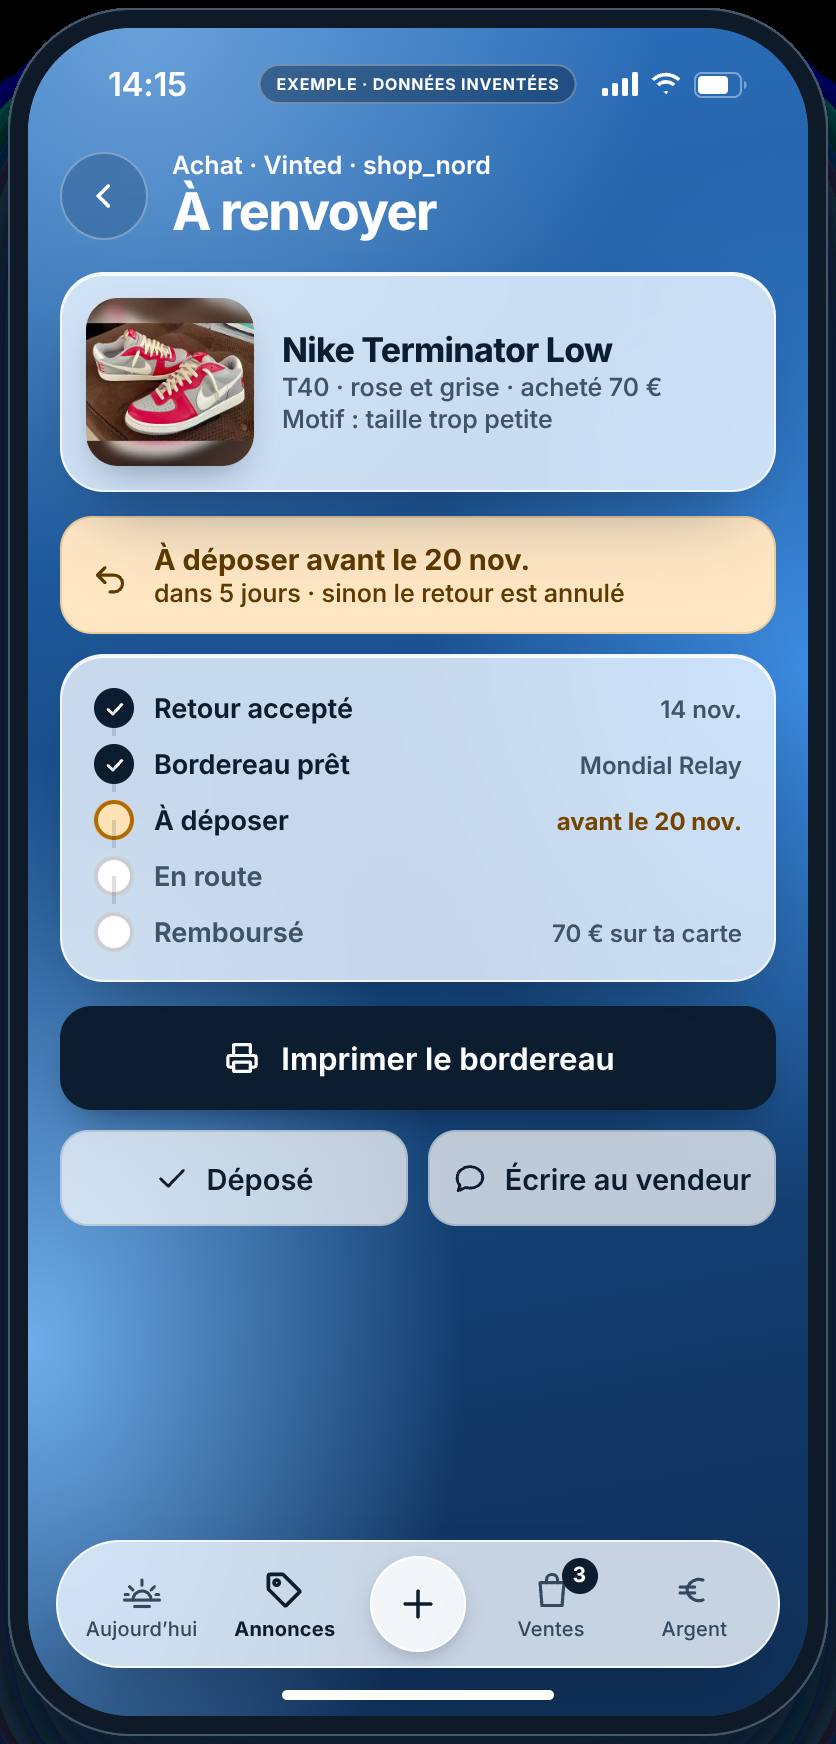 14:15
EXEMPLE · DONNÉES INVENTÉES
Achat · Vinted · shop_nord
À renvoyer
Nike Terminator Low
T40 · rose et grise · acheté 70 €
Motif : taille trop petite
À déposer avant le 20 nov.
dans 5 jours · sinon le retour est annulé
Retour accepté 14 nov.
Bordereau prêt Mondial Relay
À déposer avant le 20 nov.
En route
Remboursé 70 € sur ta carte
Imprimer le bordereau
Déposé Écrire au vendeur
3
Aujourd’hui Annonces Ventes Argent